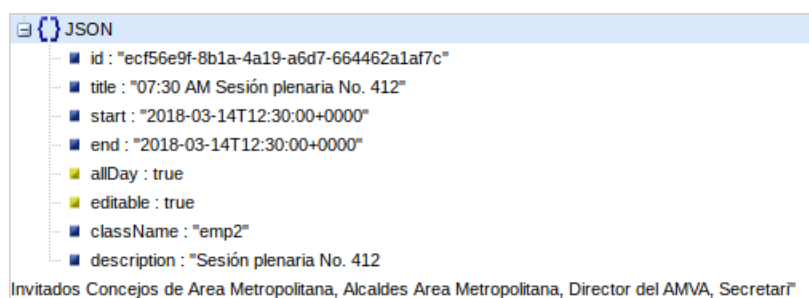 {} JSON
id : "ecf56e9f-8b1a-4a19-a6d7-664462a1af7c"
title : "07:30 AM Sesión plenaria No. 412"
start : "2018-03-14T12:30:00+0000"
end : "2018-03-14T12:30:00+0000"
allDay : true
editable : true
className : "emp2"
description : "Sesión plenaria No. 412
Invitados Concejos de Area Metropolitana, Alcaldes Area Metropolitana, Director del AMVA, Secretari"